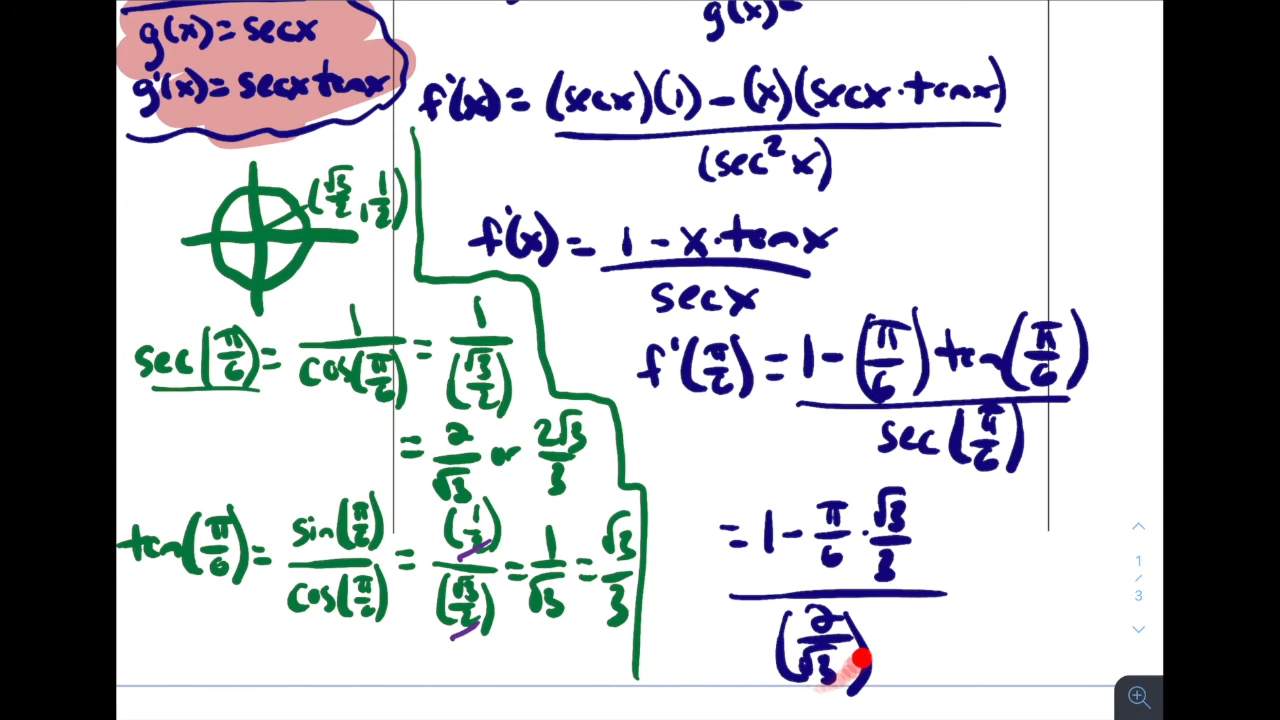 g(x) = secx
g'(x) = secx tanx
g(x)=
f'(x) = (secx)(1) - (x)(secx·tanx) / (sec²x)
(√3/2, 1/2)
f'(x) = 1 - x·tanx / secx
sec(π/6) = 1/cos(π/6) = 1/(√3/2)
= 2/√3 or 2√3/3
f'(π/6) = 1 - (π/6) tan(π/6) / sec(π/6)
tan(π/6) = sin(π/6)/cos(π/6) = (1/2)/(√3/2) = 1/√3 = √3/3
= 1 - π/6 · √3/3 / (2/√3)
1
/
3